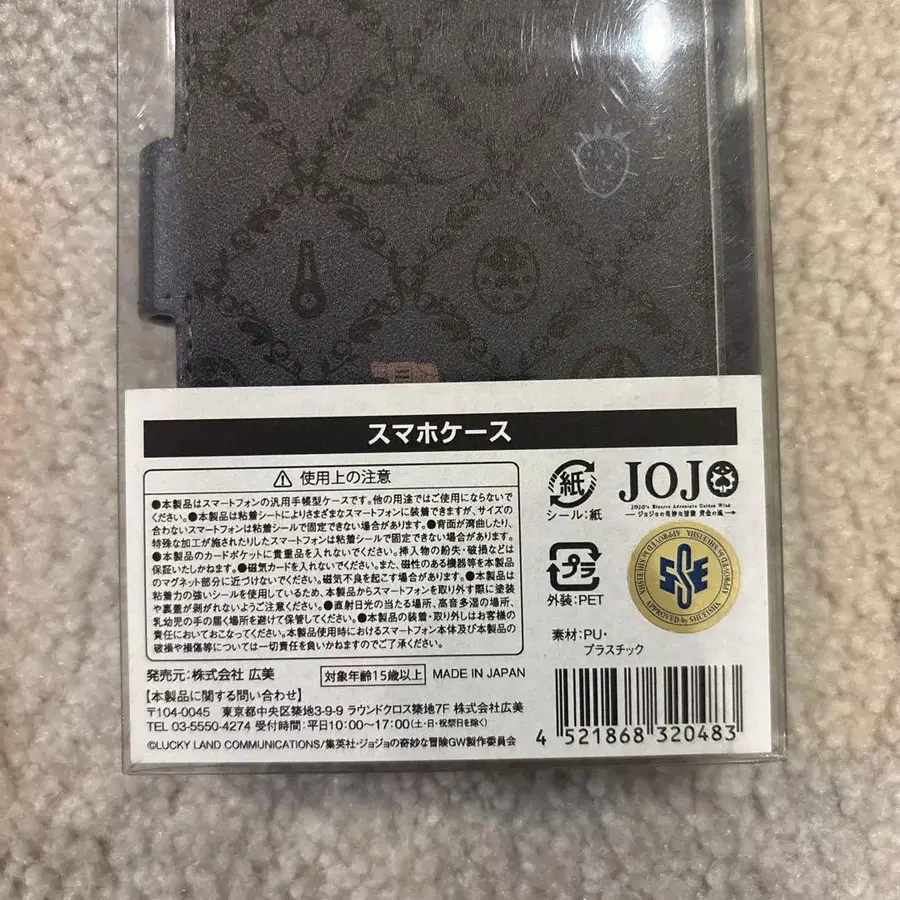 スマホケース
⚠ 使用上の注意
●本製品はスマートフォンの汎用手帳型ケースです。他の用途ではご使用にならないで
ください。●本製品は粘着シートによりさまざまなスマートフォンに装着できますが、サイズの
合わないスマートフォンは粘着シールで固定できない場合があります。●背面が湾曲したり、
特殊な加工が施されたりしたスマートフォンは粘着シールで固定できない場合があります。
●本製品のカードポケットに貴重品を入れないでください。挿入物の紛失・破損などは
保証いたしかねます。●磁気カードを入れないでください。また、磁性のある機器等を本製品
のマグネット部分に近づけないでください。磁気不良を起こす場合があります。●本製品は
粘着力の強いシールを使用しているため、本製品からスマートフォンを取り外す際に塗装
や裏蓋が剥がれないようご注意ください。●直射日光の当たる場所、高音多湿の場所、
乳幼児の手の届く場所を避けて保管してください。●本製品の装着・取り外しはお客様の
責任においておこなってください。本製品使用時におけるスマートフォン本体及び本製品の
破損や損傷等については一切責任を負いかねますのでご了承ください。
紙
シール:紙
プラ
外装:PET
素材:PU・
プラスチック
JOJO
JOJO's Bizarre Adventure Golden Wind
ジョジョの奇妙な冒険 黄金の風
APPROVED by SHUEISHA
SSE
APPROVED by SHUEISHA
発売元:株式会社 広美
対象年齢15歳以上
MADE IN JAPAN
【本製品に関する問い合わせ】
〒104-0045 東京都中央区築地3-9-9 ラウンドクロス築地7F 株式会社広美
TEL 03-5550-4274 受付時間:平日10:00〜17:00(土・日・祝祭日を除く)
©LUCKY LAND COMMUNICATIONS/集英社・ジョジョの奇妙な冒険GW製作委員会
4 521868 320483